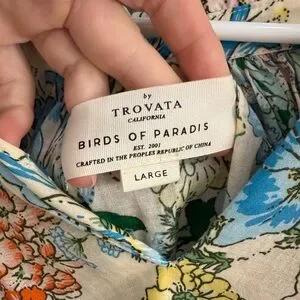 by
TROVATA
CALIFORNIA
BIRDS OF PARADIS
EST. 2001
CRAFTED IN THE PEOPLES REPUBLIC OF CHINA
LARGE